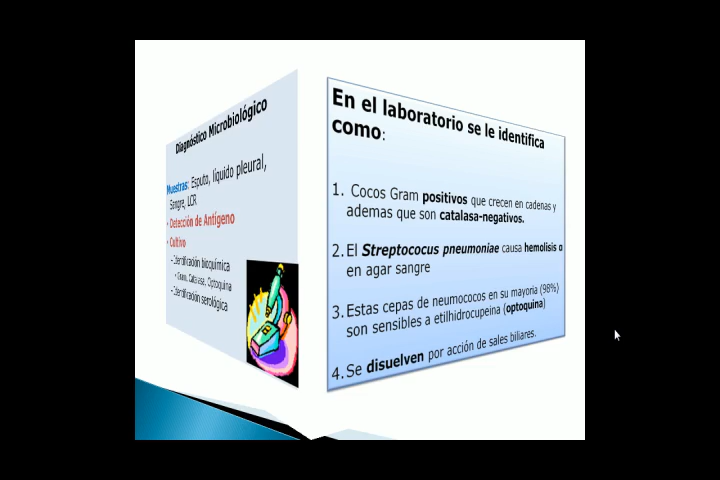 Diagnóstico Microbiológico
Muestras: Esputo, líquido pleural,
Sangre, LCR
• Detección de Antígeno
• Cultivo
–Identificación bioquímica
• Gram, Catalasa, Optoquina
–Identificación serológica
En el laboratorio se le identifica
como:
1. Cocos Gram positivos que crecen en cadenas y
ademas que son catalasa-negativos.
2. El Streptococus pneumoniae causa hemolisis α
en agar sangre
3. Estas cepas de neumococos en su mayoria (98%)
son sensibles a etilhidrocupeina (optoquina)
4. Se disuelven por acción de sales biliares.